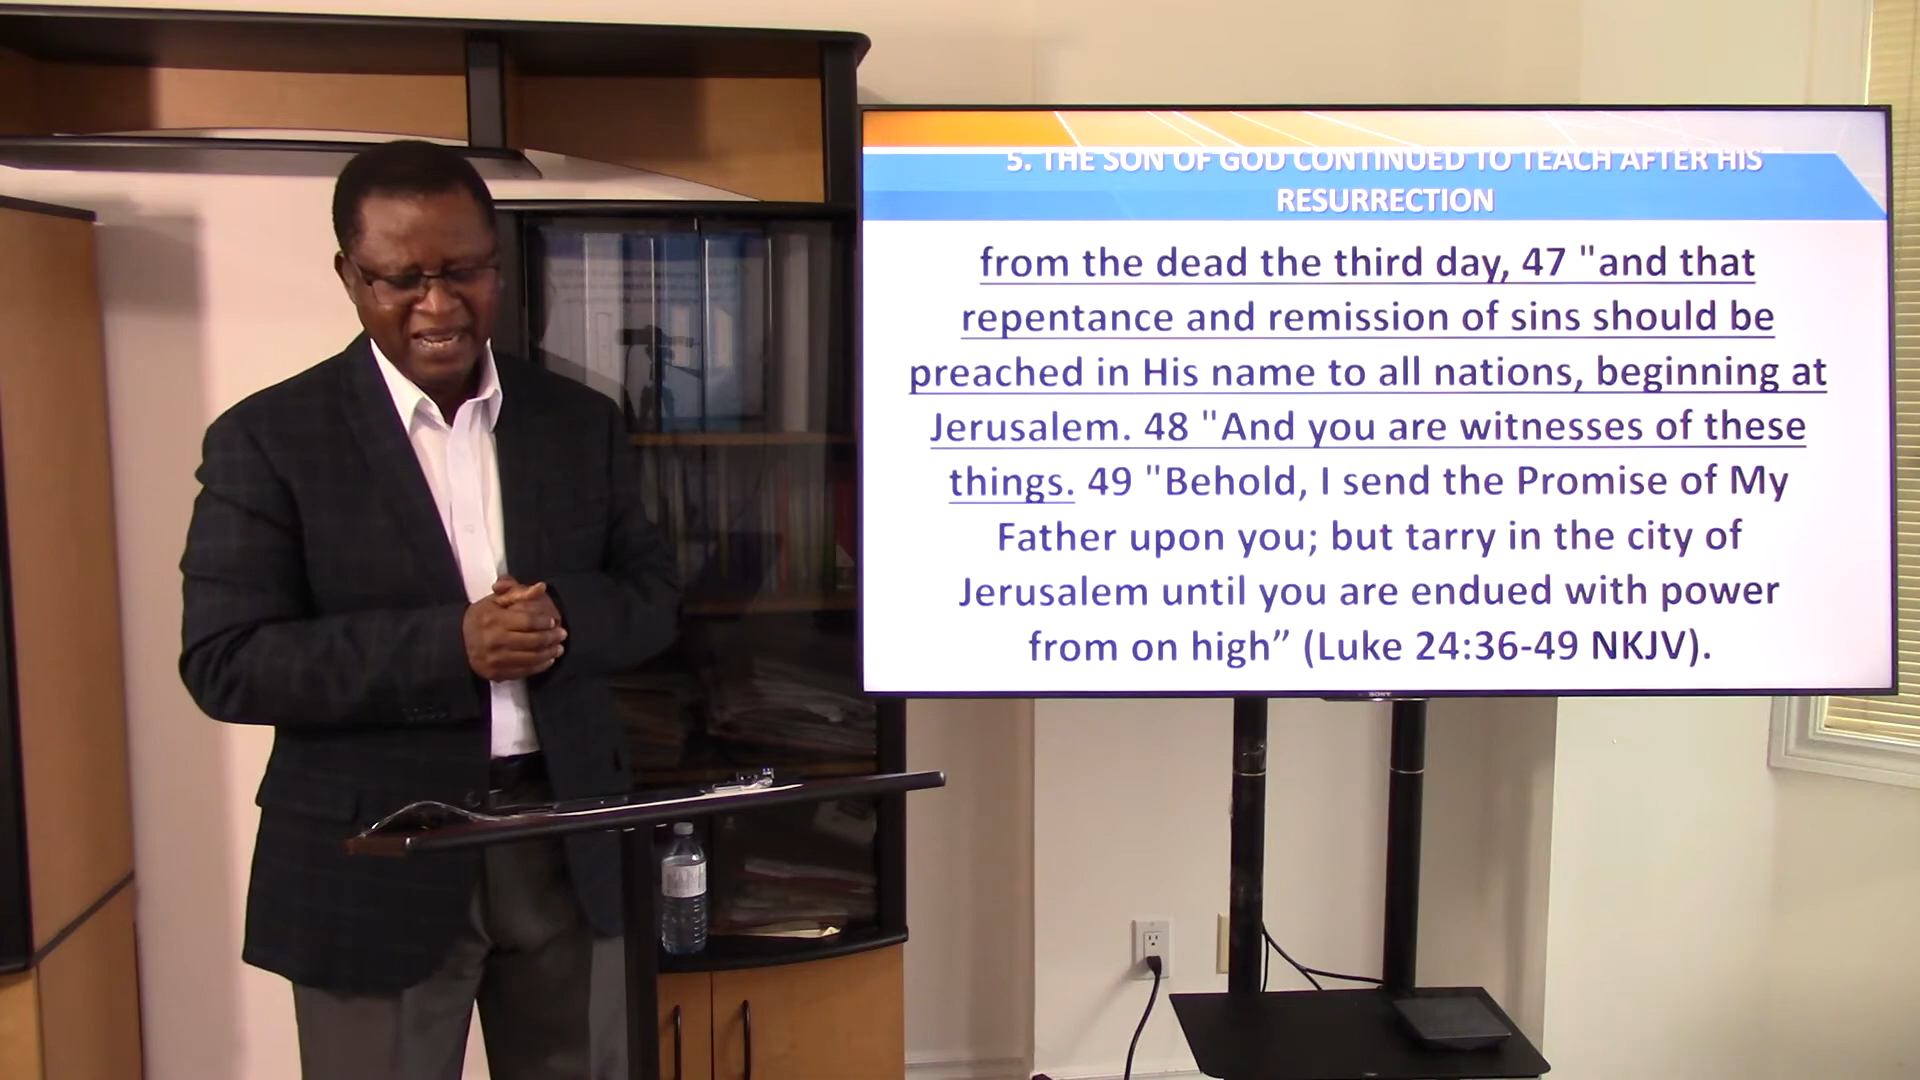 5. THE SON OF GOD CONTINUED TO TEACH AFTER HIS
RESURRECTION
from the dead the third day, 47 "and that
repentance and remission of sins should be
preached in His name to all nations, beginning at
Jerusalem. 48 "And you are witnesses of these
things. 49 "Behold, I send the Promise of My
Father upon you; but tarry in the city of
Jerusalem until you are endued with power
from on high” (Luke 24:36-49 NKJV).
SONY